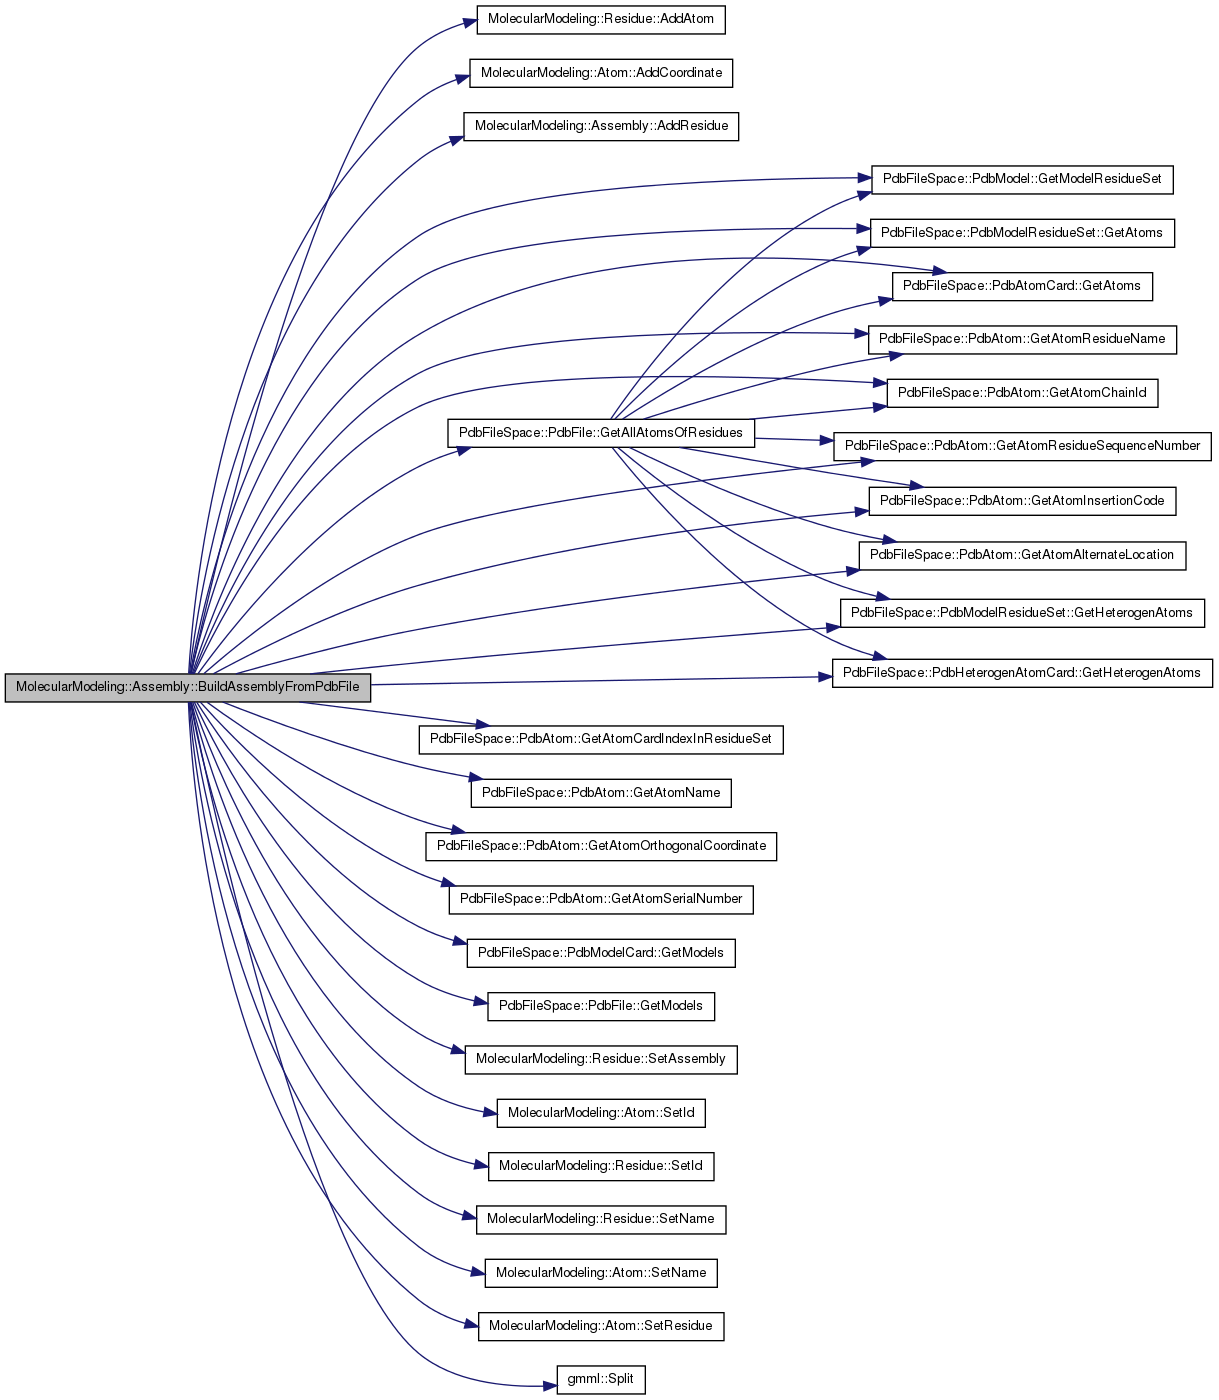 MolecularModeling::Residue::AddAtom
MolecularModeling::Atom::AddCoordinate
MolecularModeling::Assembly::AddResidue
PdbFileSpace::PdbModel::GetModelResidueSet
PdbFileSpace::PdbModelResidueSet::GetAtoms
PdbFileSpace::PdbAtomCard::GetAtoms
PdbFileSpace::PdbAtom::GetAtomResidueName
PdbFileSpace::PdbAtom::GetAtomChainId
PdbFileSpace::PdbFile::GetAllAtomsOfResidues
PdbFileSpace::PdbAtom::GetAtomResidueSequenceNumber
PdbFileSpace::PdbAtom::GetAtomInsertionCode
PdbFileSpace::PdbAtom::GetAtomAlternateLocation
PdbFileSpace::PdbModelResidueSet::GetHeterogenAtoms
PdbFileSpace::PdbHeterogenAtomCard::GetHeterogenAtoms
MolecularModeling::Assembly::BuildAssemblyFromPdbFile
PdbFileSpace::PdbAtom::GetAtomCardIndexInResidueSet
PdbFileSpace::PdbAtom::GetAtomName
PdbFileSpace::PdbAtom::GetAtomOrthogonalCoordinate
PdbFileSpace::PdbAtom::GetAtomSerialNumber
PdbFileSpace::PdbModelCard::GetModels
PdbFileSpace::PdbFile::GetModels
MolecularModeling::Residue::SetAssembly
MolecularModeling::Atom::SetId
MolecularModeling::Residue::SetId
MolecularModeling::Residue::SetName
MolecularModeling::Atom::SetName
MolecularModeling::Atom::SetResidue
gmml::Split